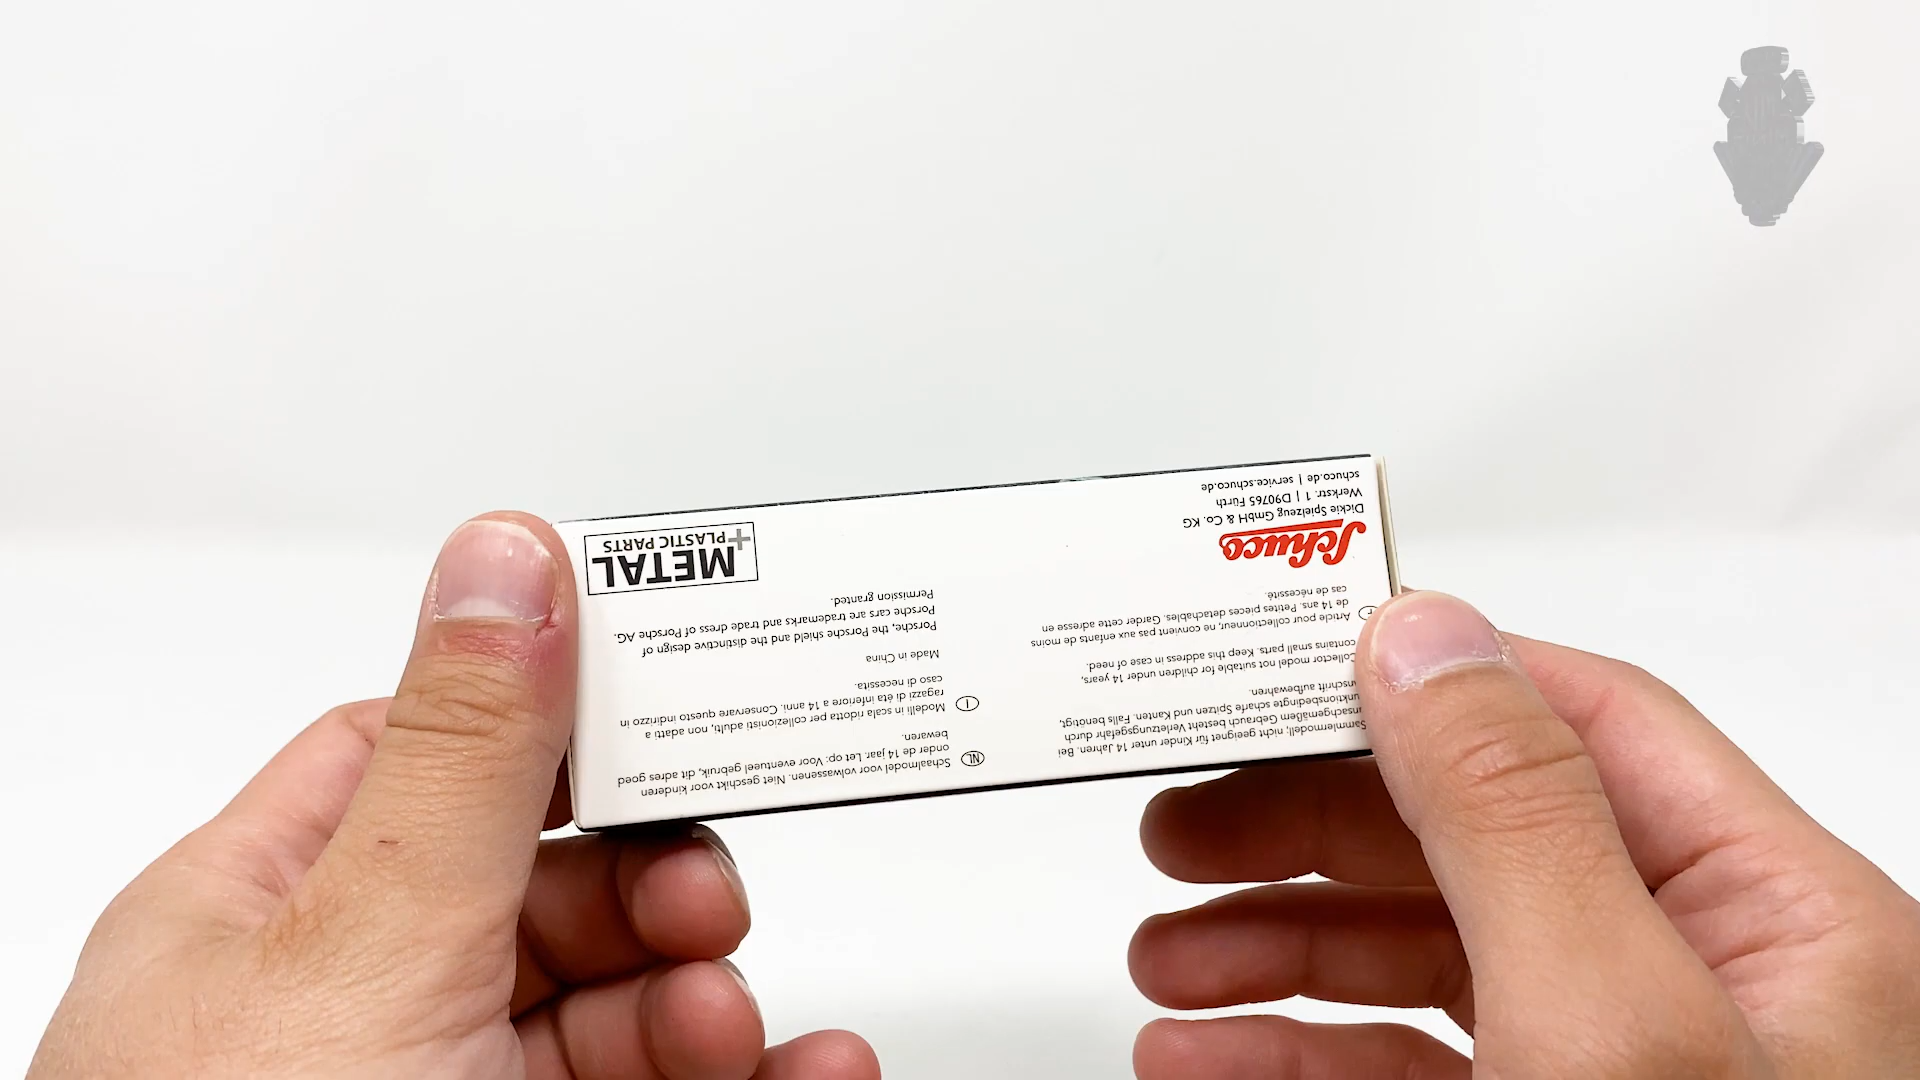 Sammlermodell; nicht geeignet für Kinder unter 14 Jahren. Bei
Gebrauch besteht Verletzungsgefahr durch
scharfe Spitzen und Kanten. Falls benötigt,
aufbewahren.
Collector model not suitable for children under 14 years,
contains small parts. Keep this address in case of need.
Article pour collectionneur, ne convient pas aux enfants de moins
de 14 ans. Petites pièces détachables. Garder cette adresse en
cas de nécessité.
Schuco
Dickie Spielzeug GmbH & Co. KG
Werkstr. 1 | D90765 Fürth
schuco.de | service.schuco.de
NL
Schaalmodel voor volwassenen. Niet geschikt voor kinderen
onder de 14 jaar. Let op: Voor eventueel gebruik, dit adres goed
bewaren.
I
Modelli in scala ridotta per collezionisti adulti, non adatti a
ragazzi di étà inferiore a 14 anni. Conservare questo indirizzo in
caso di necessita.
Made in China
Porsche, the Porsche shield and the distinctive design of
Porsche cars are trademarks and trade dress of Porsche AG.
Permission granted.
METAL
+PLASTIC PARTS